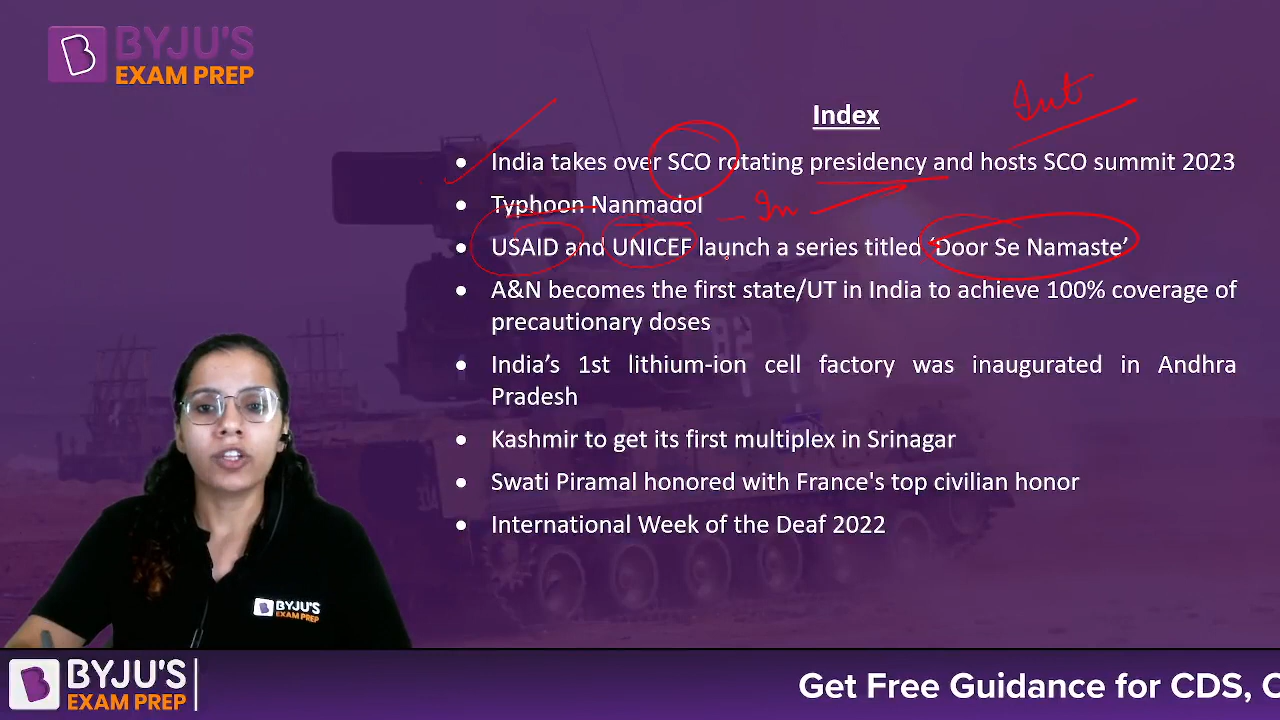 BYJU'S
EXAM PREP
Index
Int
• India takes over SCO rotating presidency and hosts SCO summit 2023
• Typhoon Nanmadol
In
• USAID and UNICEF launch a series titled ‘Door Se Namaste’
• A&N becomes the first state/UT in India to achieve 100% coverage of
precautionary doses
• India’s 1st lithium-ion cell factory was inaugurated in Andhra
Pradesh
• Kashmir to get its first multiplex in Srinagar
• Swati Piramal honored with France's top civilian honor
• International Week of the Deaf 2022
BYJU'S
EXAM PREP
BYJU'S
EXAM PREP
Get Free Guidance for CDS, C